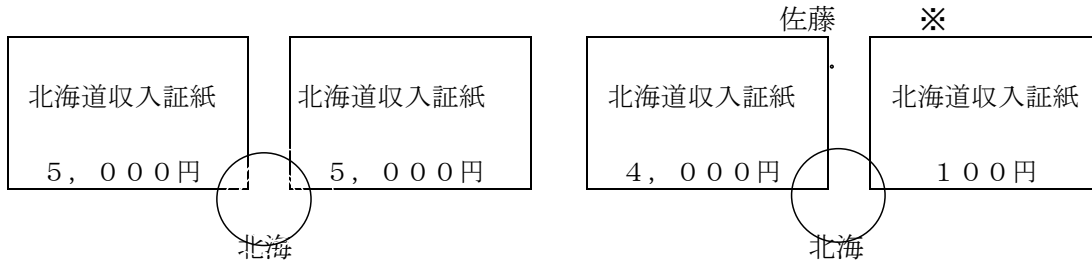 佐藤 ※
北海道収入証紙 北海道収入証紙 北海道収入証紙 北海道収入証紙
５，０００円 ５，０００円 ４，０００円 １００円
北海 北海